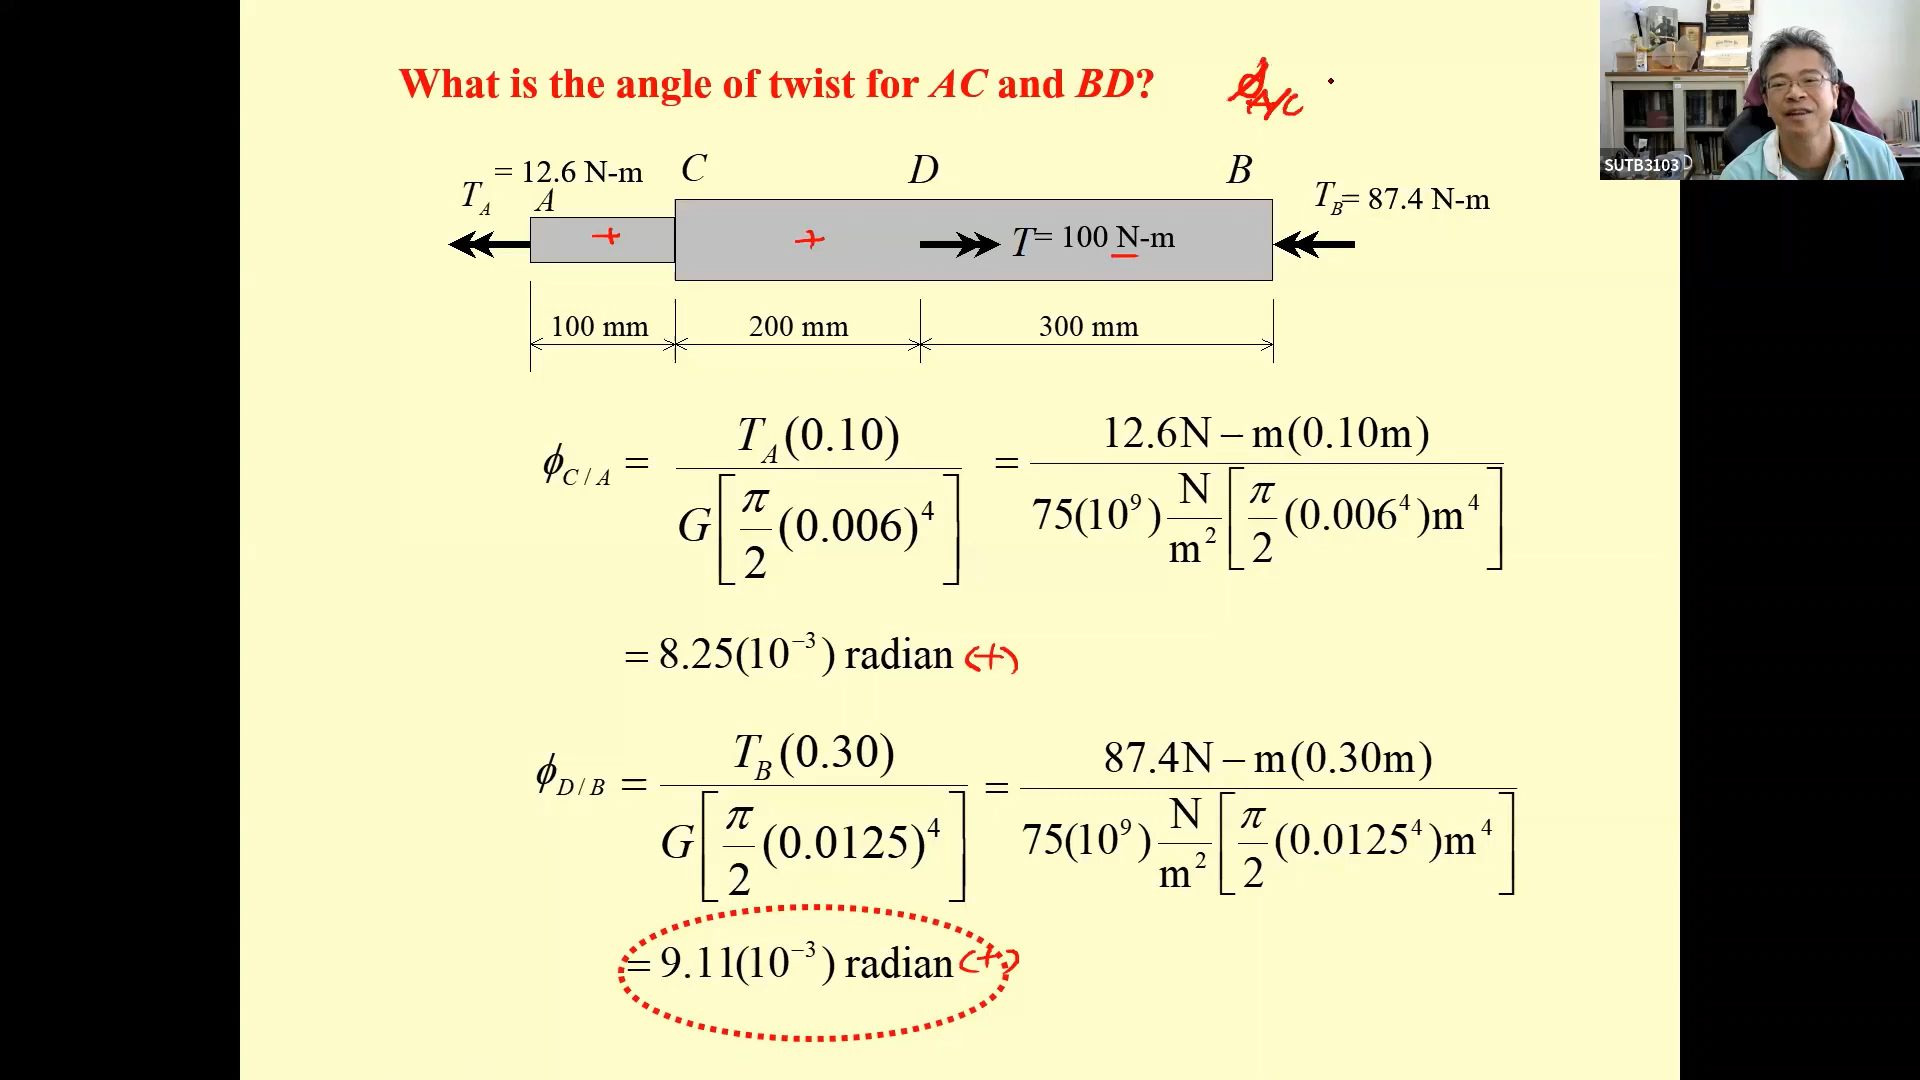 What is the angle of twist for AC and BD? ϕA/C
SUTB3103
T_A = 12.6 N-m
A
C
D
B
T_B = 87.4 N-m
+
+
T = 100 N-m
100 mm
200 mm
300 mm
ϕ_{C/A} = T_A(0.10) / G[π/2 (0.006)^4] = 12.6N – m(0.10m) / 75(10^9) N/m^2 [π/2 (0.006^4)m^4]
= 8.25(10^{−3}) radian (+)
ϕ_{D/B} = T_B(0.30) / G[π/2 (0.0125)^4] = 87.4N – m(0.30m) / 75(10^9) N/m^2 [π/2 (0.0125^4)m^4]
= 9.11(10^{−3}) radian (+)